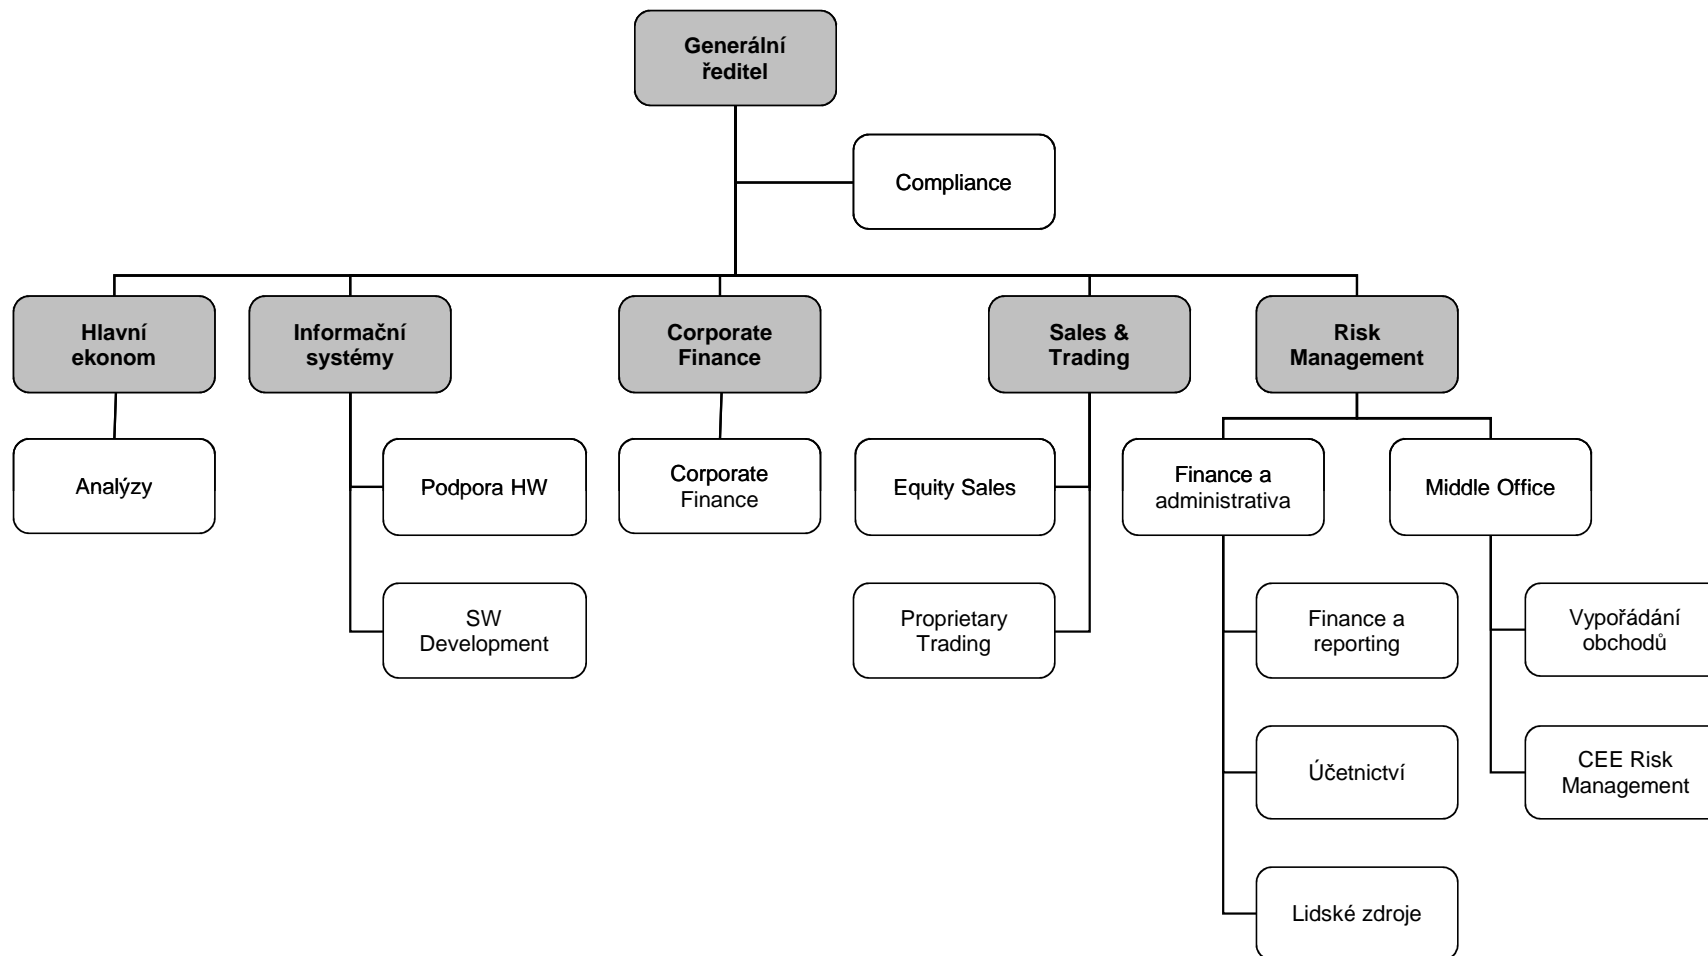 Generální
ředitel
Compliance
Hlavní
ekonom
Informační
systémy
Corporate
Finance
Sales &
Trading
Risk
Management
Analýzy
Podpora HW
Corporate
Finance
Equity Sales
Finance a
administrativa
Middle Office
SW
Development
Proprietary
Trading
Finance a
reporting
Vypořádání
obchodů
Účetnictví
CEE Risk
Management
Lidské zdroje